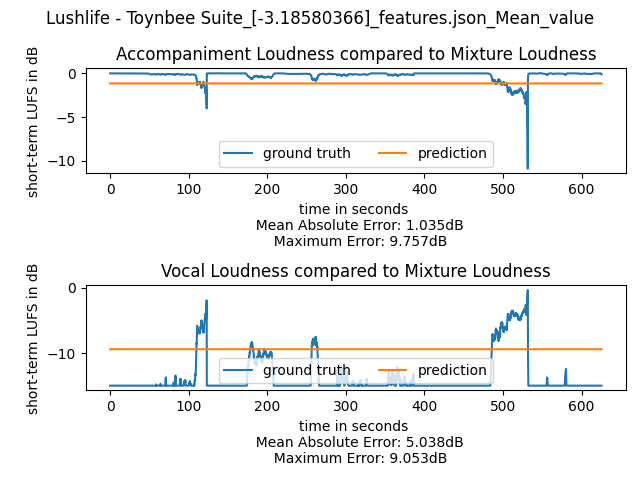 Lushlife - Toynbee Suite_[-3.18580366]_features.json_Mean_value
Accompaniment Loudness compared to Mixture Loudness
short-term LUFS in dB
0
−5
−10
ground truth
prediction
0 100 200 300 400 500 600
time in seconds
Mean Absolute Error: 1.035dB
Maximum Error: 9.757dB
Vocal Loudness compared to Mixture Loudness
short-term LUFS in dB
0
−10
ground truth
prediction
0 100 200 300 400 500 600
time in seconds
Mean Absolute Error: 5.038dB
Maximum Error: 9.053dB